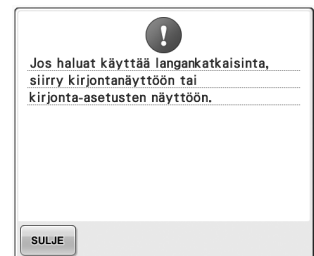 !
Jos haluat käyttää langankatkaisinta,
siirry kirjontanäyttöön tai
kirjonta-asetusten näyttöön.
SULJE